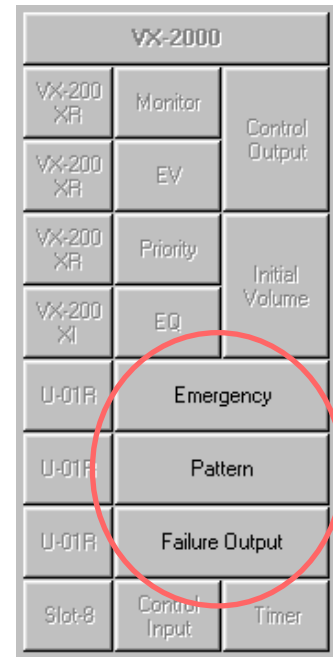 VX-2000
VX-200
XR
Monitor
Control
Output
VX-200
XR
EV
VX-200
XR
Priority
Initial
Volume
VX-200
XI
EQ
U-01R
Emergency
U-01R
Pattern
U-01R
Failure Output
Slot-8
Control
Input
Timer